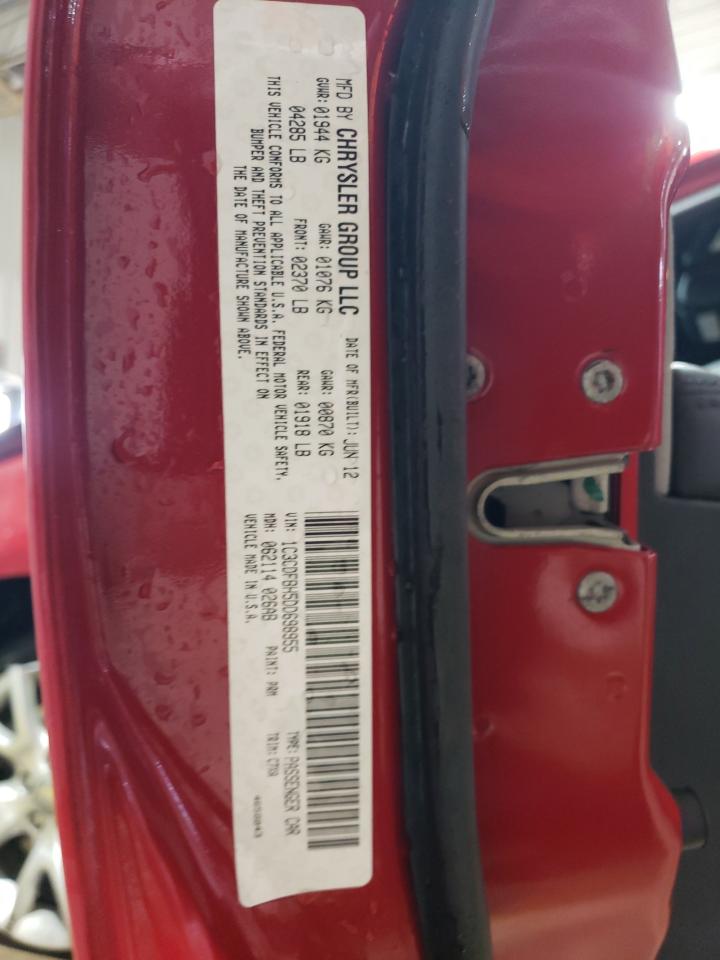 MFD BY CHRYSLER GROUP LLC DATE OF MFR(BUILT): JUN 12
GVWR: 01944 KG GAWR: 01076 KG GAWR: 00870 KG
04285 LB FRONT: 02370 LB REAR: 01918 LB
THIS VEHICLE CONFORMS TO ALL APPLICABLE U.S.A. FEDERAL MOTOR VEHICLE SAFETY,
BUMPER AND THEFT PREVENTION STANDARDS IN EFFECT ON
THE DATE OF MANUFACTURE SHOWN ABOVE.
VIN: 1C3CDFBH5DD698955 TYPE: PASSENGER CAR
MDH: 062114 026AB PAINT: PRM TRIM: C7XR
VEHICLE MADE IN U.S.A. 4658043